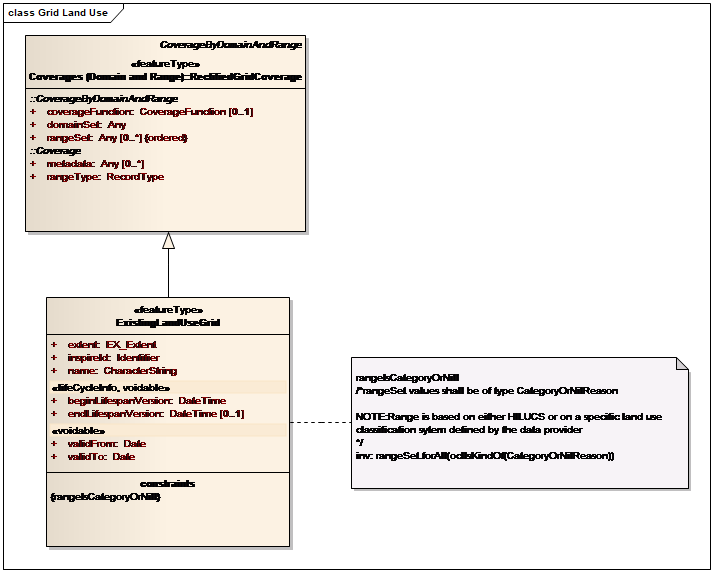 class Grid Land Use
CoverageByDomainAndRange
«featureType»
Coverages (Domain and Range)::RectifiedGridCoverage
::CoverageByDomainAndRange
+ coverageFunction: CoverageFunction [0..1]
+ domainSet: Any
+ rangeSet: Any [0..*] {ordered}
::Coverage
+ metadata: Any [0..*]
+ rangeType: RecordType
«featureType»
ExistingLandUseGrid
+ extent: EX_Extent
+ inspireId: Identifier
+ name: CharacterString
«lifeCycleInfo, voidable»
+ beginLifespanVersion: DateTime
+ endLifespanVersion: DateTime [0..1]
«voidable»
+ validFrom: Date
+ validTo: Date
constraints
{rangeIsCategoryOrNill}
rangeIsCategoryOrNill
/*rangeSet values shall be of type CategoryOrNilReason
NOTE:Range is based on either HILUCS or on a specific land use
classification sytem defined by the data provider
*/
inv: rangeSet.forAll(oclIsKindOf(CategoryOrNilReason))